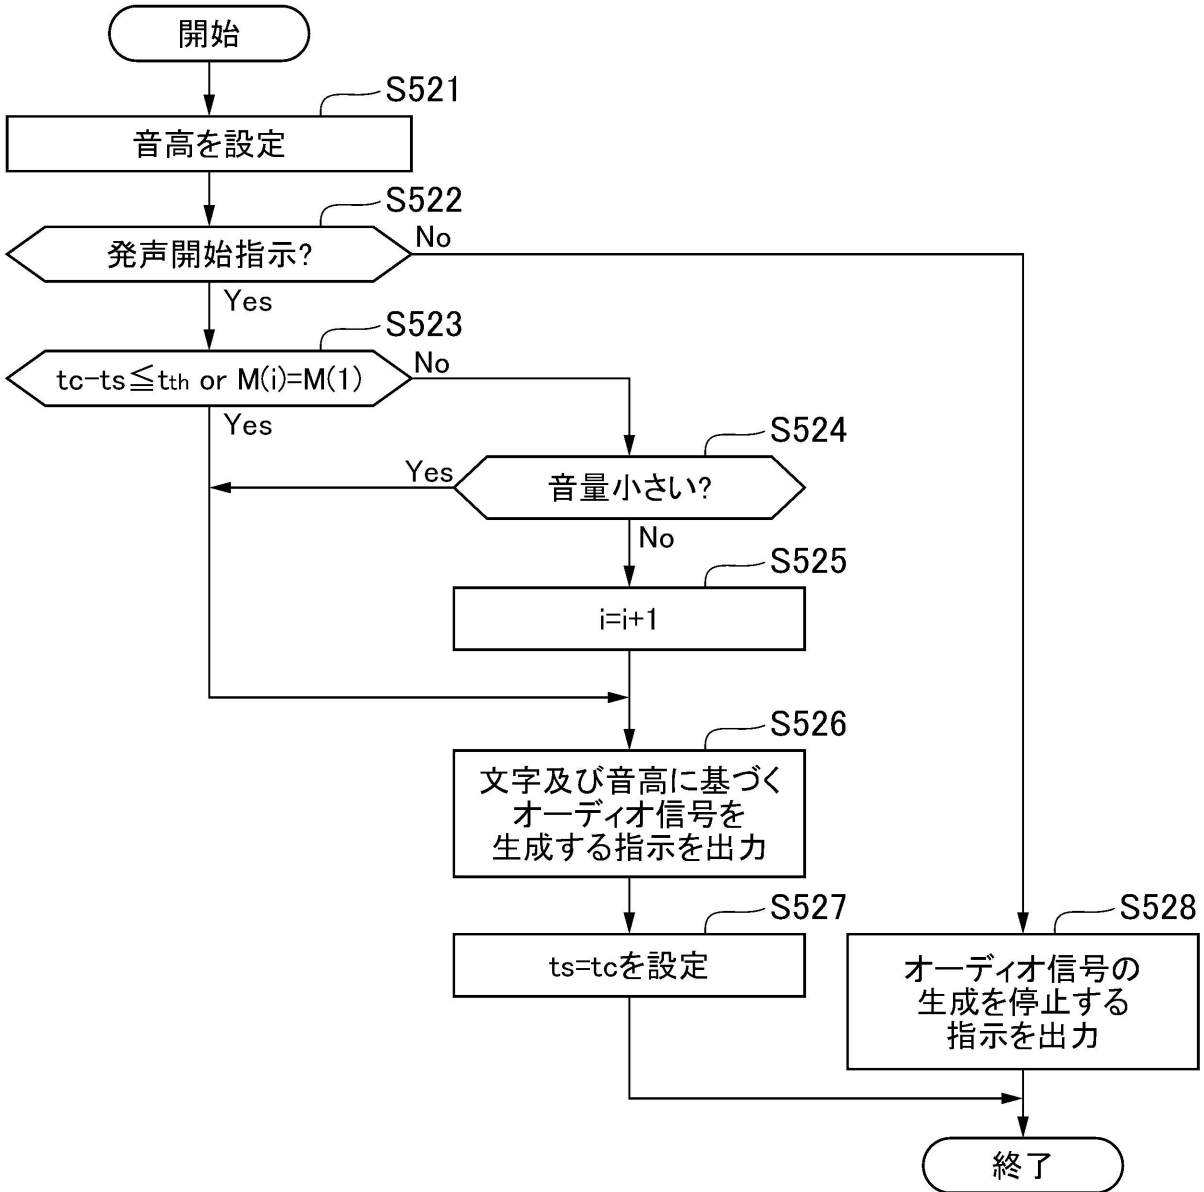 開始
S521
音高を設定
S522
発声開始指示?
No
Yes
S523
tc-ts≦tth or M(i)=M(1)
No
Yes
S524
音量小さい?
Yes
No
S525
i=i+1
S526
文字及び音高に基づく
オーディオ信号を
生成する指示を出力
S527
ts=tcを設定
S528
オーディオ信号の
生成を停止する
指示を出力
終了